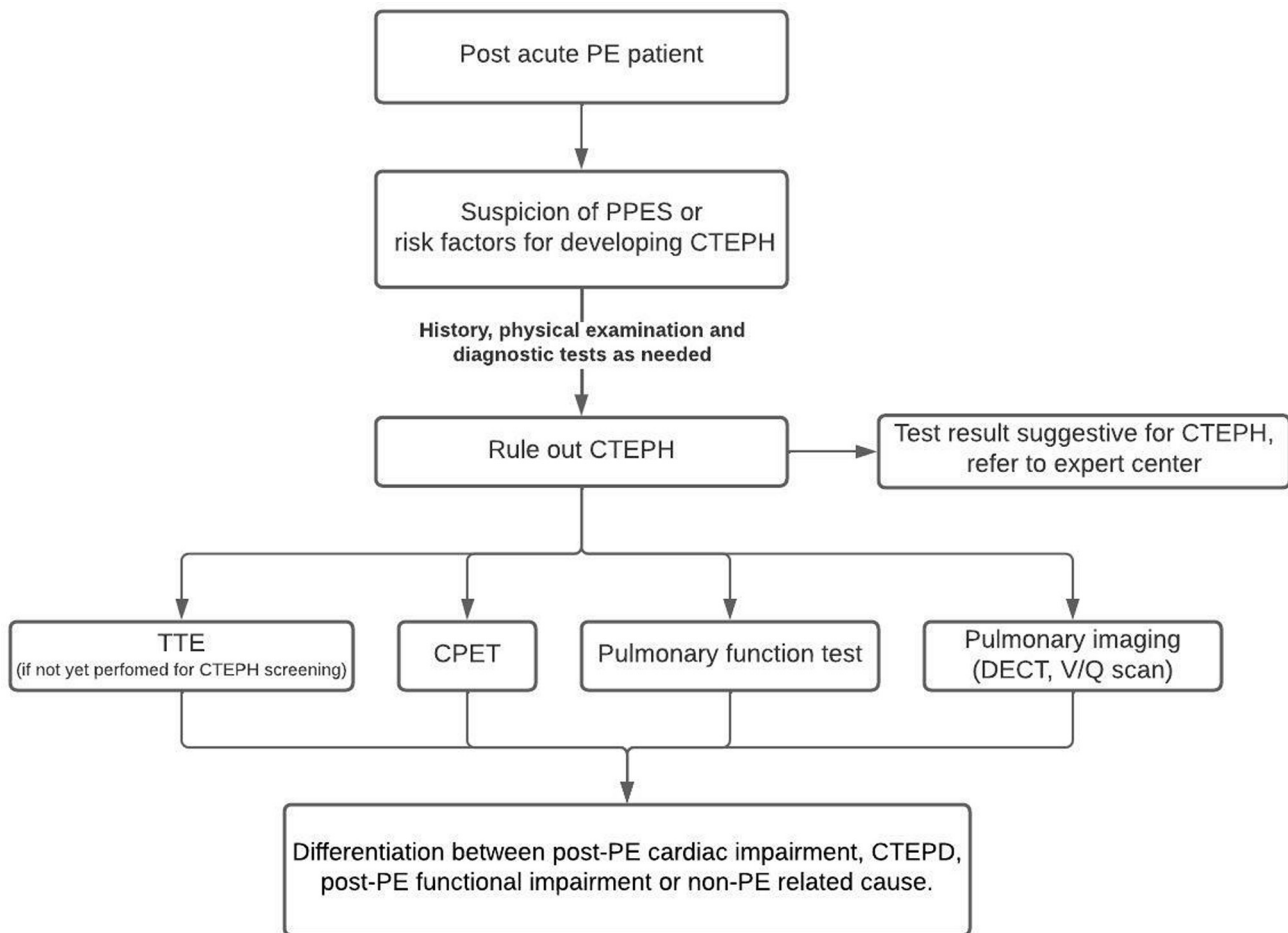 Post acute PE patient
Suspicion of PPES or
risk factors for developing CTEPH
History, physical examination and
diagnostic tests as needed
Rule out CTEPH
Test result suggestive for CTEPH,
refer to expert center
TTE
(if not yet perfomed for CTEPH screening)
CPET
Pulmonary function test
Pulmonary imaging
(DECT, V/Q scan)
Differentiation between post-PE cardiac impairment, CTEPD,
post-PE functional impairment or non-PE related cause.